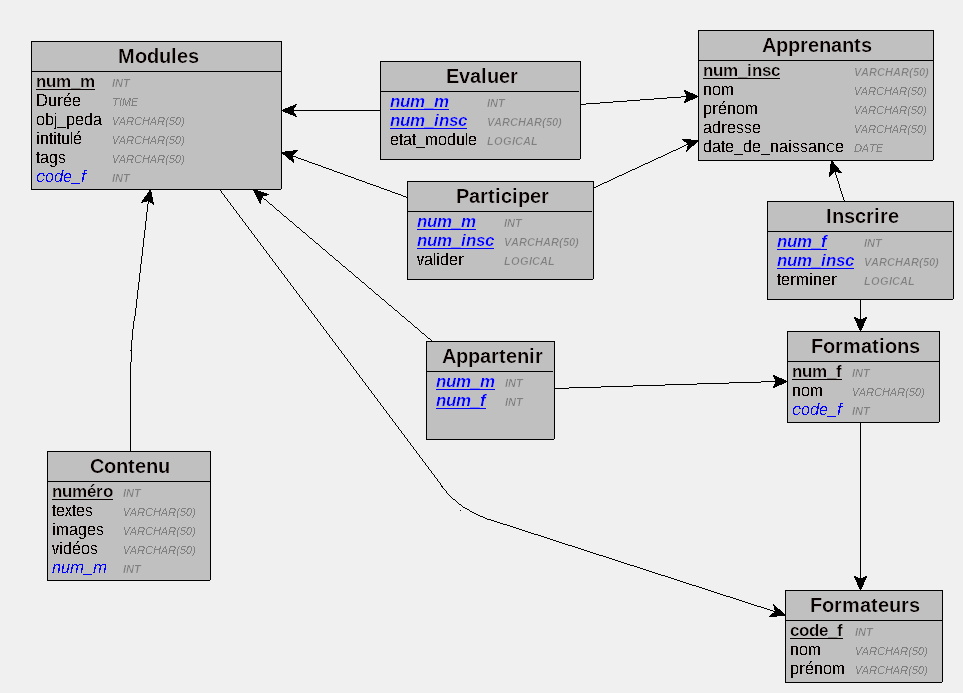 Modules
num_m INT
Durée TIME
obj_peda VARCHAR(50)
intitulé VARCHAR(50)
tags VARCHAR(50)
code_f INT
Evaluer
num_m INT
num_insc VARCHAR(50)
etat_module LOGICAL
Apprenants
num_insc VARCHAR(50)
nom VARCHAR(50)
prénom VARCHAR(50)
adresse VARCHAR(50)
date_de_naissance DATE
Participer
num_m INT
num_insc VARCHAR(50)
valider LOGICAL
Inscrire
num_f INT
num_insc VARCHAR(50)
terminer LOGICAL
Appartenir
num_m INT
num_f INT
Formations
num_f INT
nom VARCHAR(50)
code_f INT
Contenu
numéro INT
textes VARCHAR(50)
images VARCHAR(50)
vidéos VARCHAR(50)
num_m INT
Formateurs
code_f INT
nom VARCHAR(50)
prénom VARCHAR(50)